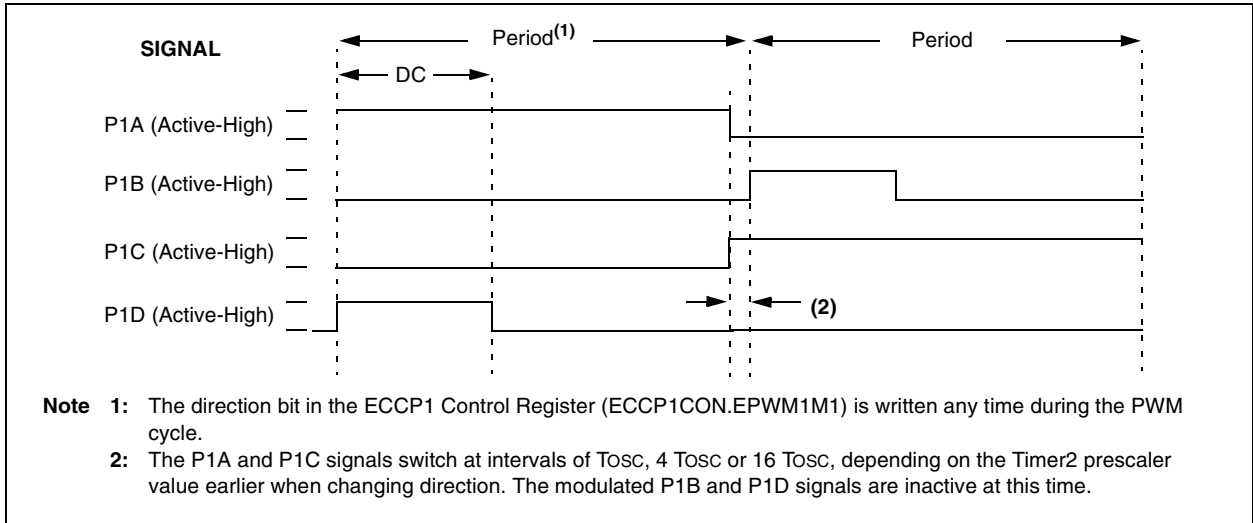 SIGNAL
Period(1)
Period
DC
P1A (Active-High)
P1B (Active-High)
P1C (Active-High)
P1D (Active-High)
(2)
Note 1: The direction bit in the ECCP1 Control Register (ECCP1CON.EPWM1M1) is written any time during the PWM
cycle.
2: The P1A and P1C signals switch at intervals of TOSC, 4 TOSC or 16 TOSC, depending on the Timer2 prescaler
value earlier when changing direction. The modulated P1B and P1D signals are inactive at this time.